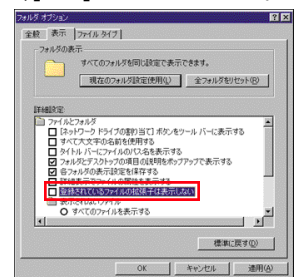 フォルダ オプション
全般 表示 ファイル タイプ
フォルダの表示
すべてのフォルダを同じ設定で表示できます。
現在のフォルダ設定使用(L) 全フォルダをリセット(R)
詳細設定:
ファイルとフォルダ
[ネットワーク ドライブの割り当て] ボタンをツール バーに表示する
すべて大文字の名前を使用する
タイトル バーにファイルのパス名を表示する
フォルダとデスクトップの項目の説明をポップアップで表示する
各フォルダの表示設定を保存する
登録されているファイルの拡張子は表示しない
表示されないファイル
すべてのファイルを表示する
標準に戻す(D)
OK キャンセル 適用(A)